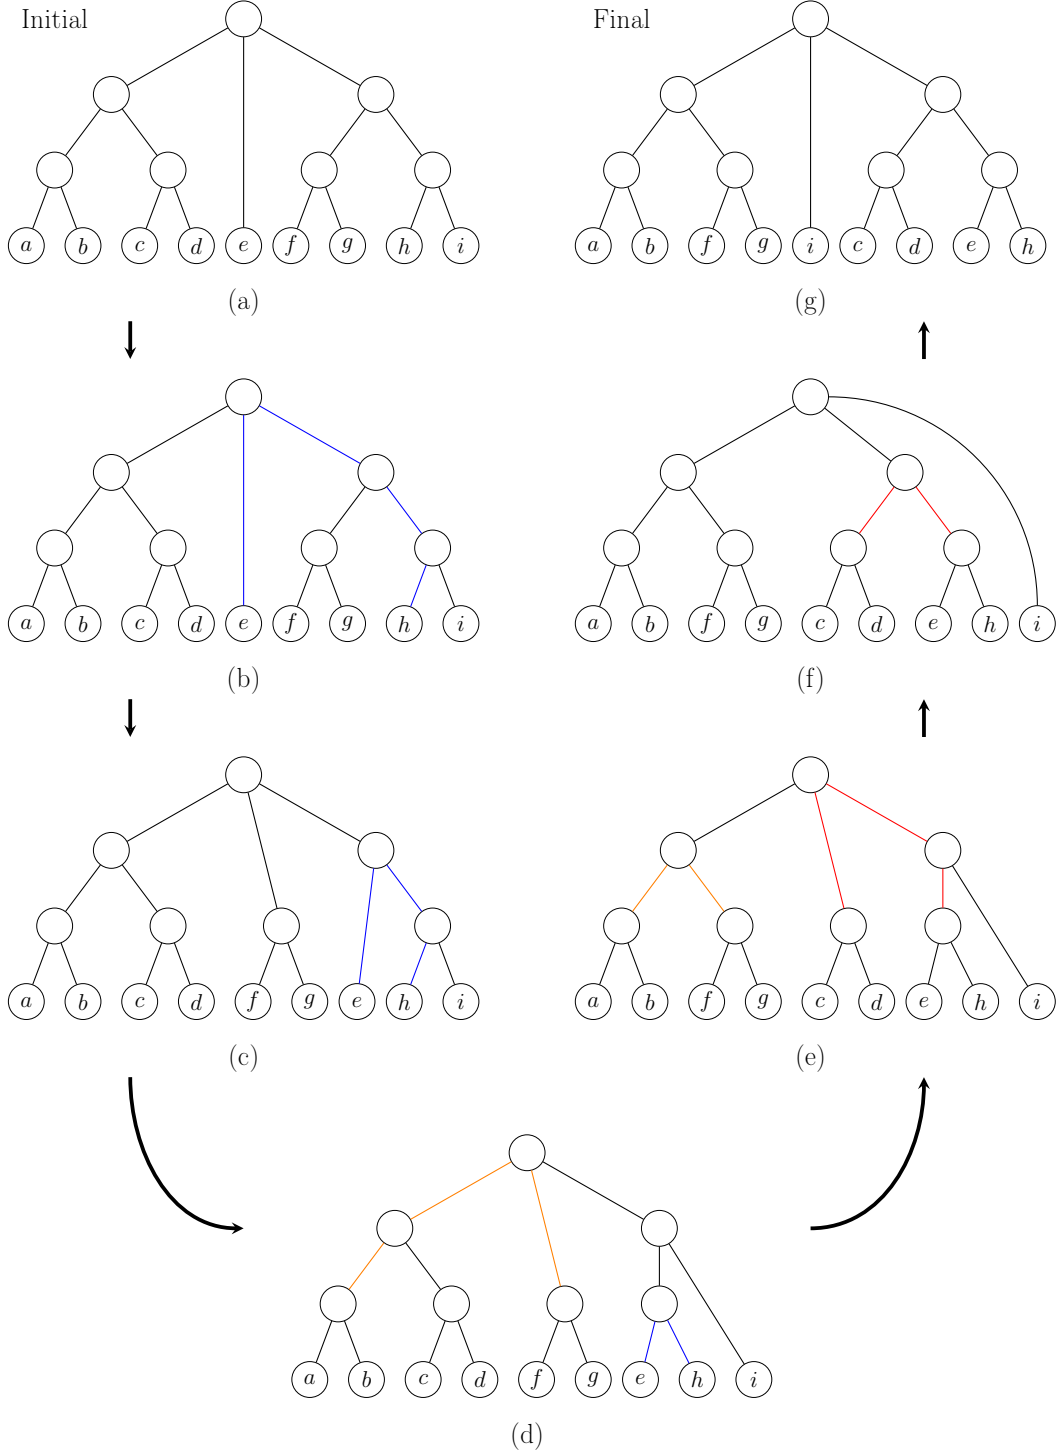 Initial
a b c d e f g h i
(a)
Final
a b f g i c d e h
(g)
a b c d e f g h i
(b)
a b f g c d e h i
(f)
a b c d f g e h i
(c)
a b f g c d e h i
(e)
a b c d f g e h i
(d)